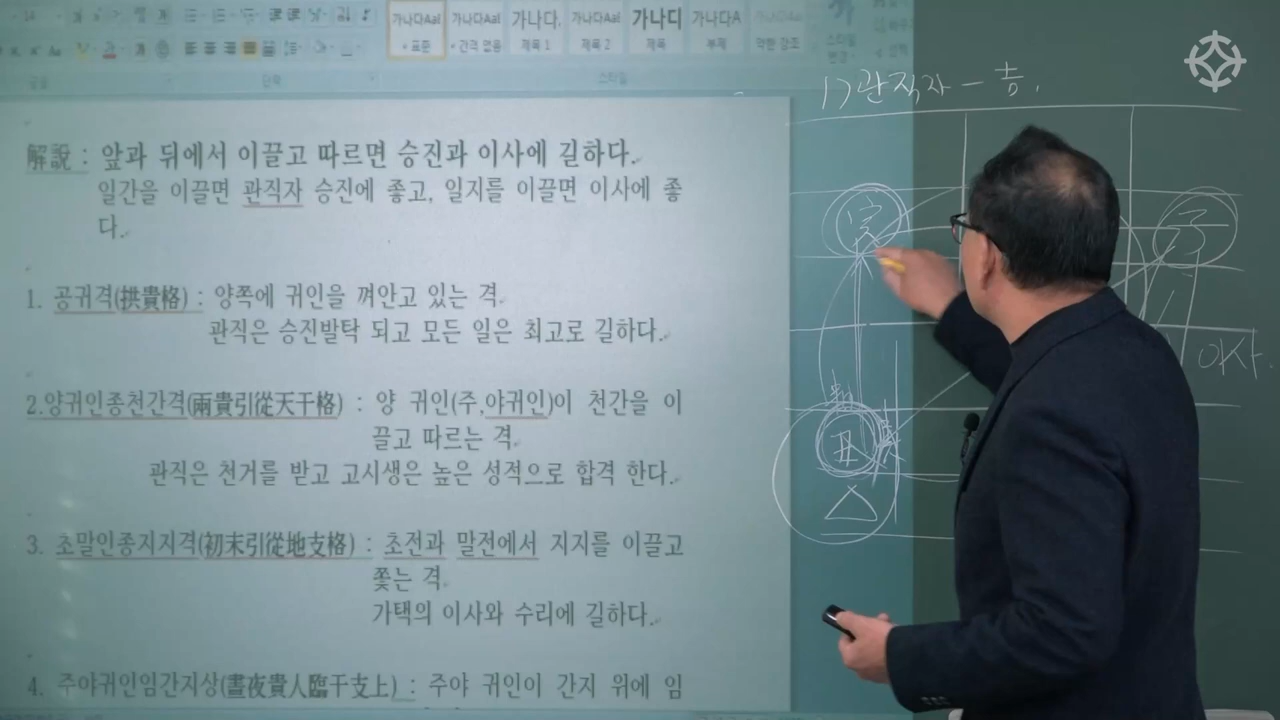 가나다AaI 가나다AaI 가나다. 가나다AaI 가나디 가나다A
표준 간격 없음 제목 1 제목 2 제목 부제 약한 강조
스타일
단락
解說 : 앞과 뒤에서 이끌고 따르면 승진과 이사에 길하다.
일간을 이끌면 관직자 승진에 좋고, 일지를 이끌면 이사에 좋
다.
1. 공귀격(拱貴格) : 양쪽에 귀인을 껴안고 있는 격.
관직은 승진발탁 되고 모든 일은 최고로 길하다.
2.양귀인종천간격(兩貴引從天干格) : 양 귀인(주,야귀인)이 천간을 이
끌고 따르는 격.
관직은 천거를 받고 고시생은 높은 성적으로 합격 한다.
3. 초말인종지지격(初末引從地支格) : 초전과 말전에서 지지를 이끌고
쫓는 격.
가택의 이사와 수리에 길하다.
4. 주야귀인임간지상(晝夜貴人臨干支上) : 주야 귀인이 간지 위에 임
1) 관직자 - 吉.
寅
子
이사.
丑